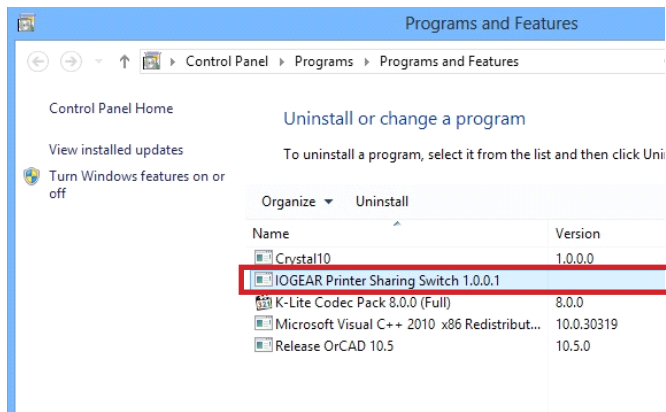 Programs and Features
Control Panel Programs Programs and Features
Control Panel Home
View installed updates
Turn Windows features on or
off
Uninstall or change a program
To uninstall a program, select it from the list and then click Uni
Organize Uninstall
Name Version
Crystal10 1.0.0.0
IOGEAR Printer Sharing Switch 1.0.0.1
K-Lite Codec Pack 8.0.0 (Full) 8.0.0
Microsoft Visual C++ 2010 x86 Redistribut... 10.0.30319
Release OrCAD 10.5 10.5.0